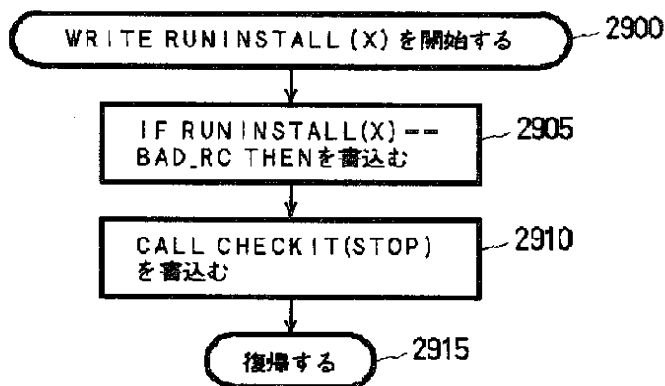 WRITE RUNINSTALL (X) を開始する
2900
IF RUNINSTALL(X) ==
BAD_RC THENを書込む
2905
CALL CHECKIT(STOP)
を書込む
2910
復帰する
2915